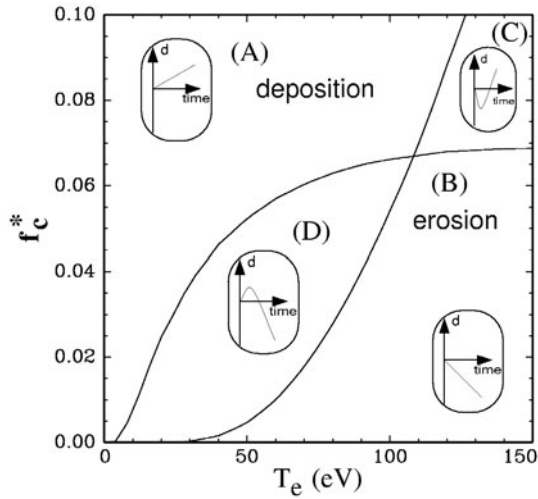 (A)
deposition
(C)
(B)
erosion
(D)
d
time
d
time
d
time
d
time
f*c
0.10
0.08
0.06
0.04
0.02
0.00
0
50
100
150
Te (eV)